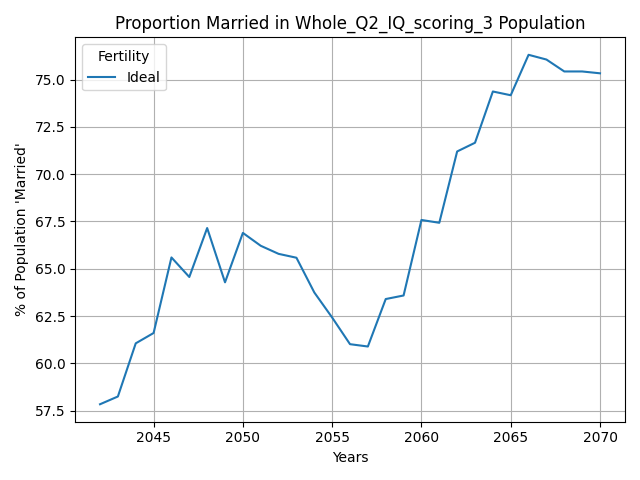 Proportion Married in Whole_Q2_IQ_scoring_3 Population
Fertility
Ideal
% of Population 'Married'
75.0
72.5
70.0
67.5
65.0
62.5
60.0
57.5
2045 2050 2055 2060 2065 2070
Years